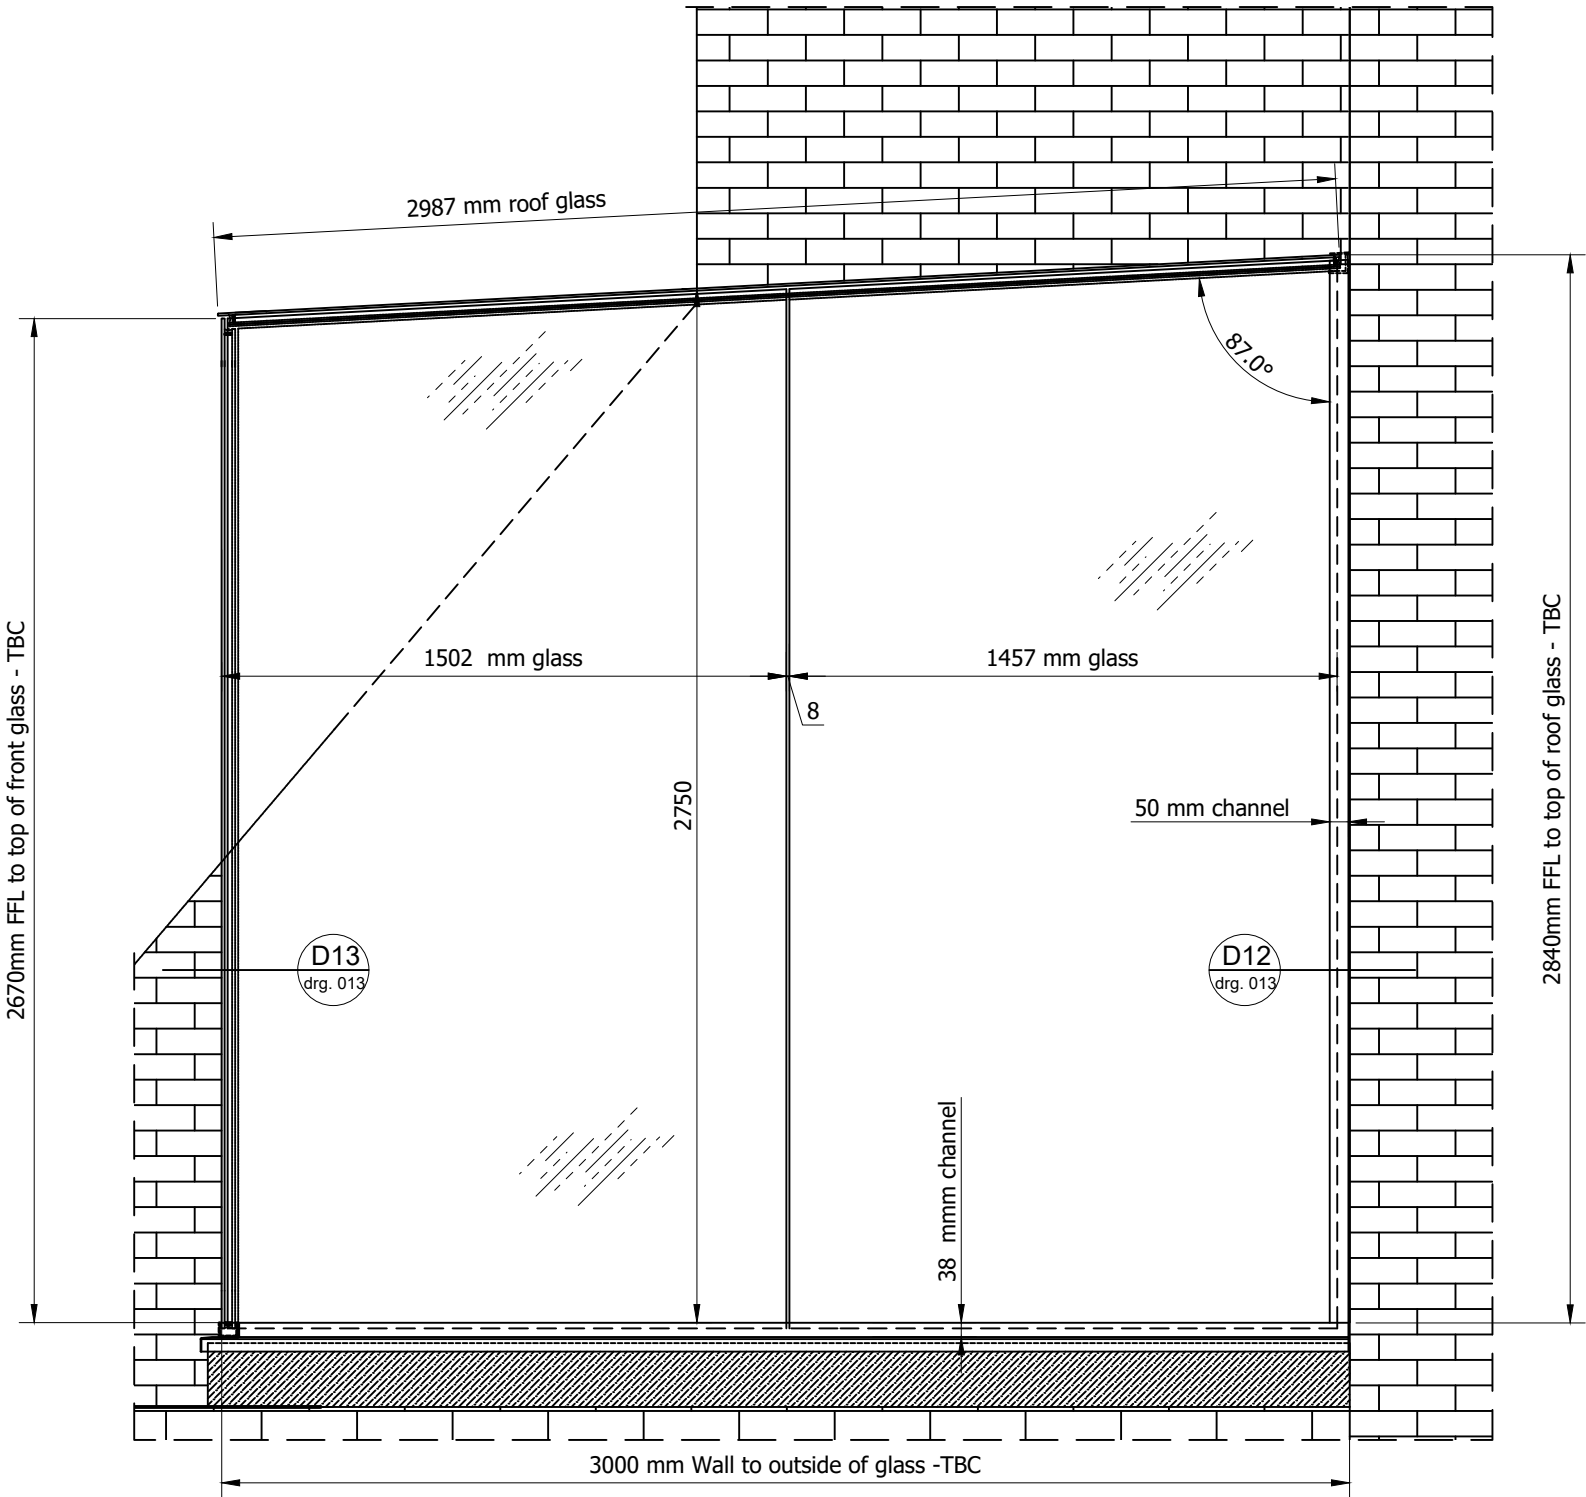 2987 mm roof glass
87.0°
2670mm FFL to top of front glass - TBC
2840mm FFL to top of roof glass - TBC
1502 mm glass
1457 mm glass
8
2750
50 mm channel
D13
drg. 013
D12
drg. 013
38 mmm channel
3000 mm Wall to outside of glass -TBC